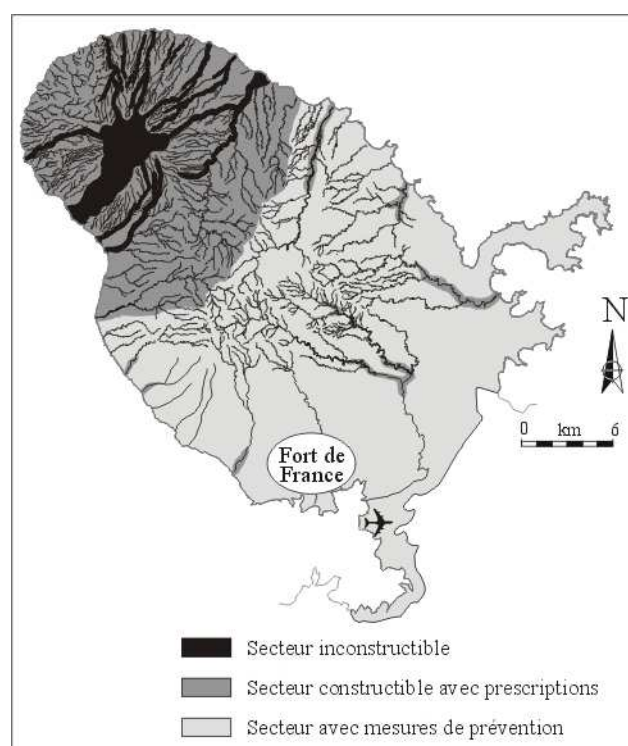 N
0 km 6
Fort de
France
Secteur inconstructible
Secteur constructible avec prescriptions
Secteur avec mesures de prévention